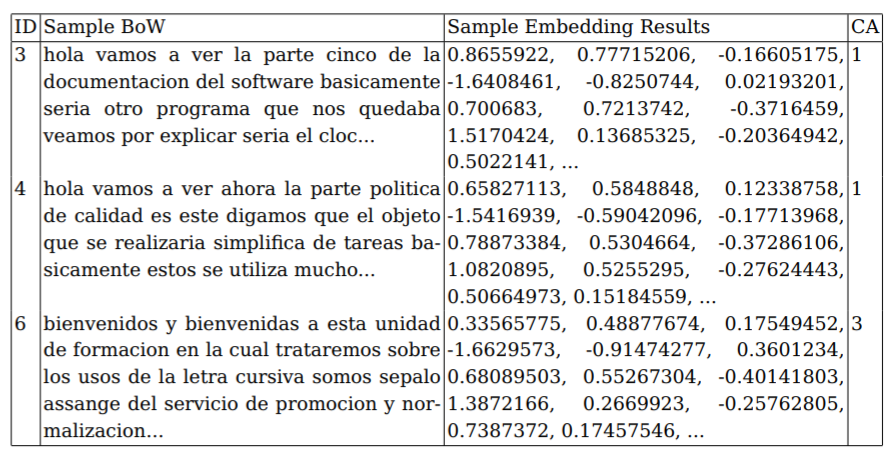 ID Sample BoW Sample Embedding Results CA
3 hola vamos a ver la parte cinco de la 0.8655922, 0.77715206, -0.16605175, 1
documentacion del software basicamente -1.6408461, -0.8250744, 0.02193201,
seria otro programa que nos quedaba 0.700683, 0.7213742, -0.3716459,
veamos por explicar seria el cloc... 1.5170424, 0.13685325, -0.20364942,
0.5022141, ...
4 hola vamos a ver ahora la parte politica 0.65827113, 0.5848848, 0.12338758, 1
de calidad es este digamos que el objeto -1.5416939, -0.59042096, -0.17713968,
que se realizaria simplifica de tareas ba- 0.78873384, 0.5304664, -0.37286106,
sicamente estos se utiliza mucho... 1.0820895, 0.5255295, -0.27624443,
0.50664973, 0.15184559, ...
6 bienvenidos y bienvenidas a esta unidad 0.33565775, 0.48877674, 0.17549452, 3
de formacion en la cual trataremos sobre -1.6629573, -0.91474277, 0.3601234,
los usos de la letra cursiva somos sepalo 0.68089503, 0.55267304, -0.40141803,
assange del servicio de promocion y nor- 1.3872166, 0.2669923, -0.25762805,
malizacion... 0.7387372, 0.17457546, ...